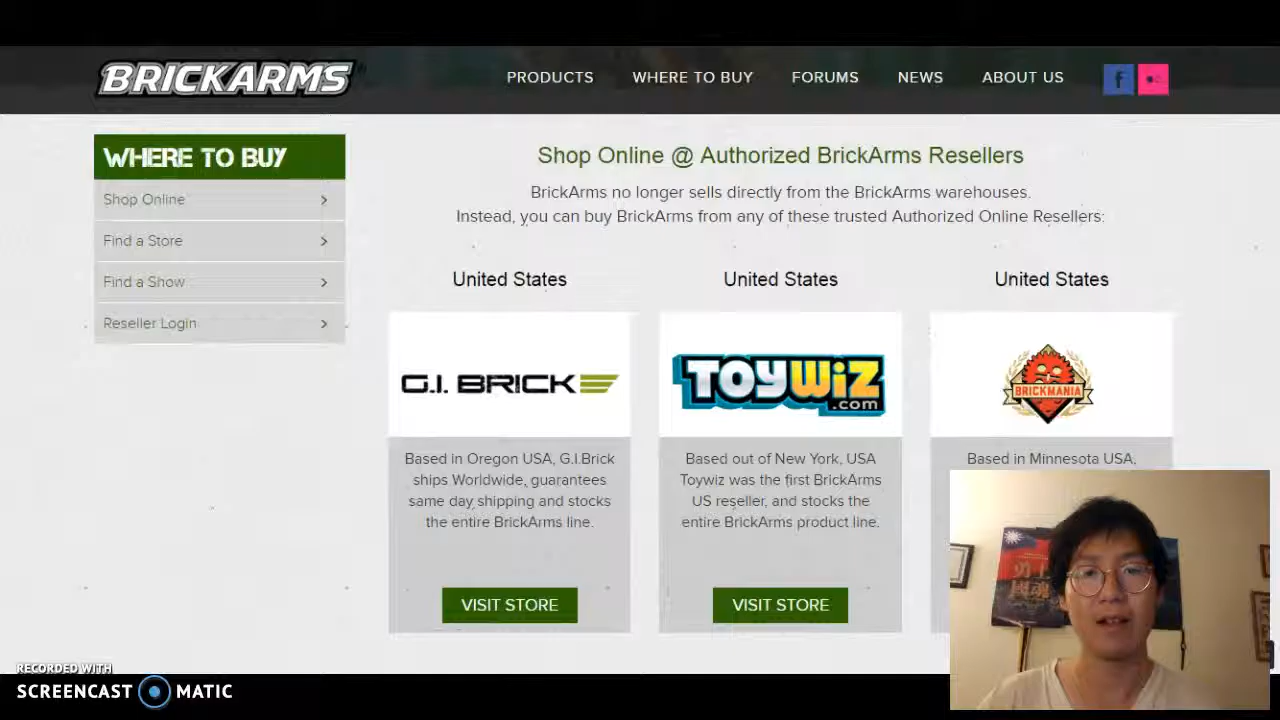 BRICKARMS
PRODUCTS
WHERE TO BUY
FORUMS
NEWS
ABOUT US
f
WHERE TO BUY
Shop Online
Find a Store
Find a Show
Reseller Login
Shop Online @ Authorized BrickArms Resellers
BrickArms no longer sells directly from the BrickArms warehouses.
Instead, you can buy BrickArms from any of these trusted Authorized Online Resellers:
United States
G.I. BRICK
Based in Oregon USA, G.I.Brick
ships Worldwide, guarantees
same day shipping and stocks
the entire BrickArms line.
VISIT STORE
United States
TOYWIZ
.com
Based out of New York, USA
Toywiz was the first BrickArms
US reseller, and stocks the
entire BrickArms product line.
VISIT STORE
United States
BRICKMANIA
Based in Minnesota USA,
RECORDED WITH
SCREENCAST MATIC